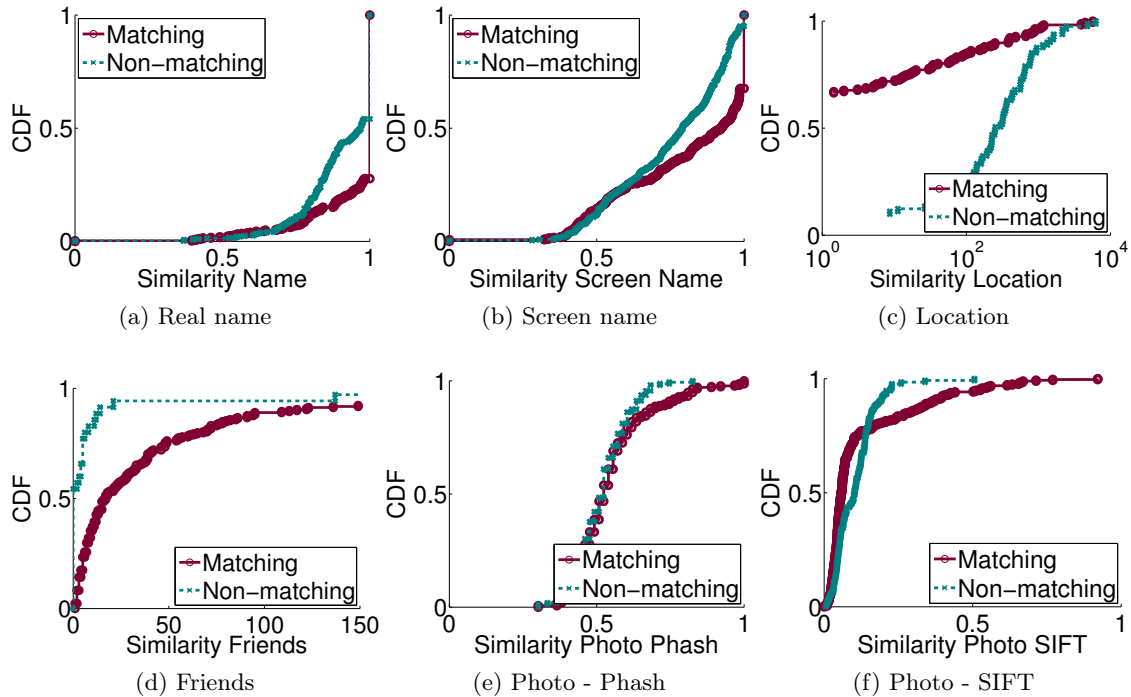 1
Matching
Non-matching
CDF
0.5
0
0 0.5 1
Similarity Name
(a) Real name
1
Matching
Non-matching
CDF
0.5
0
0 0.5 1
Similarity Screen Name
(b) Screen name
1
CDF
0.5
Matching
Non-matching
0
10^0 10^2 10^4
Similarity Location
(c) Location
1
CDF
0.5
Matching
Non-matching
0
0 50 100 150
Similarity Friends
(d) Friends
1
CDF
0.5
Matching
Non-matching
0
0 0.5 1
Similarity Photo Phash
(e) Photo - Phash
1
CDF
0.5
Matching
Non-matching
0
0 0.5 1
Similarity Photo SIFT
(f) Photo - SIFT